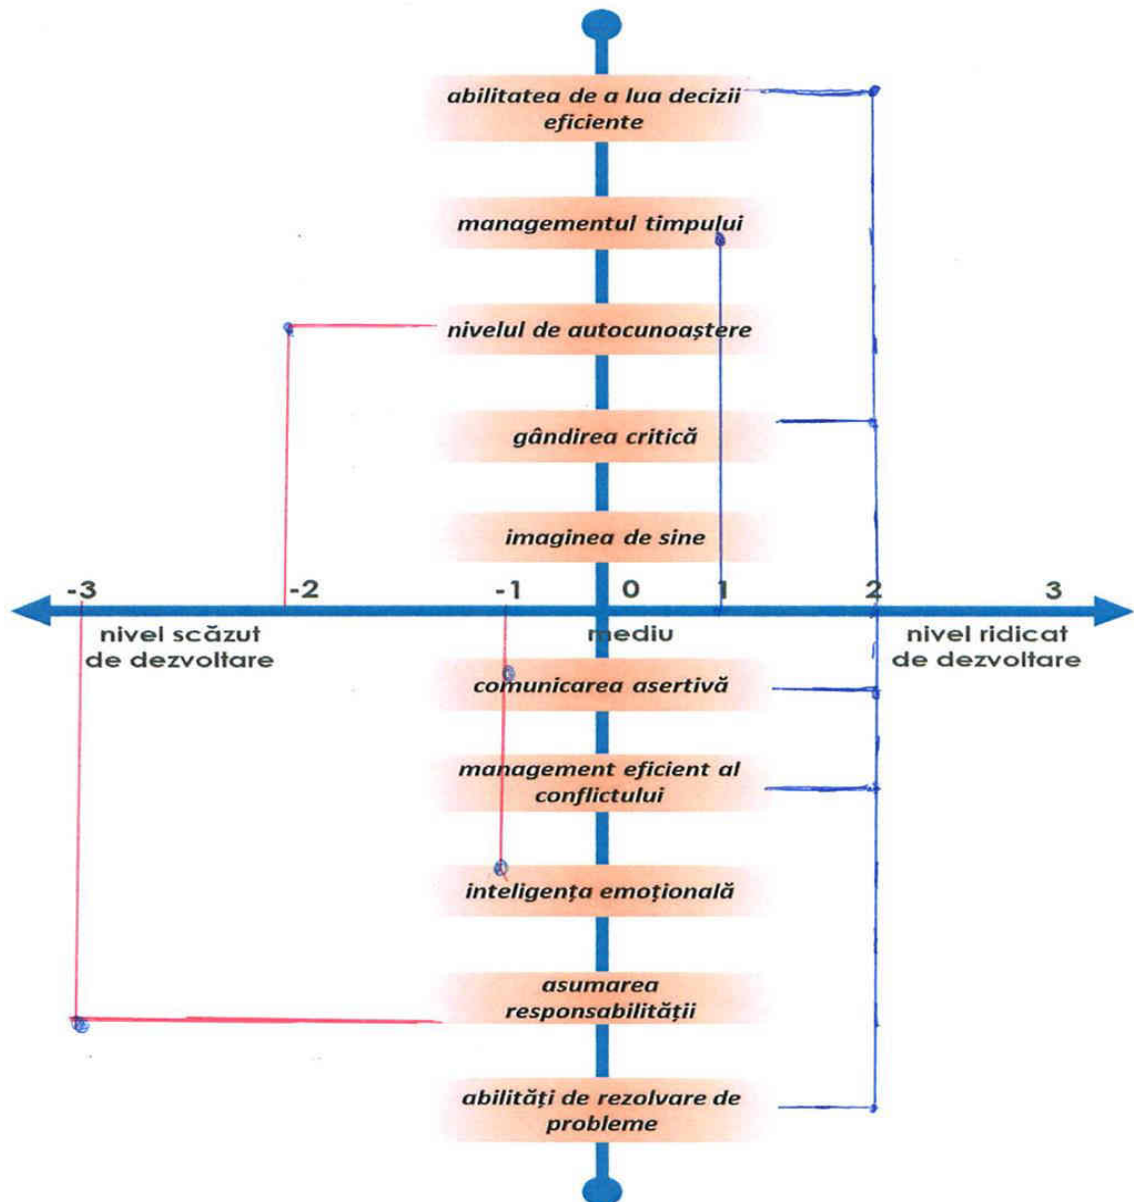 abilitatea de a lua decizii
eficiente
managementul timpului
nivelul de autocunoaștere
gândirea critică
imaginea de sine
-3 -2 -1 0 1 2 3
nivel scăzut
de dezvoltare
mediu
nivel ridicat
de dezvoltare
comunicarea asertivă
management eficient al
conflictului
inteligența emoțională
asumarea
responsabilității
abilități de rezolvare de
probleme